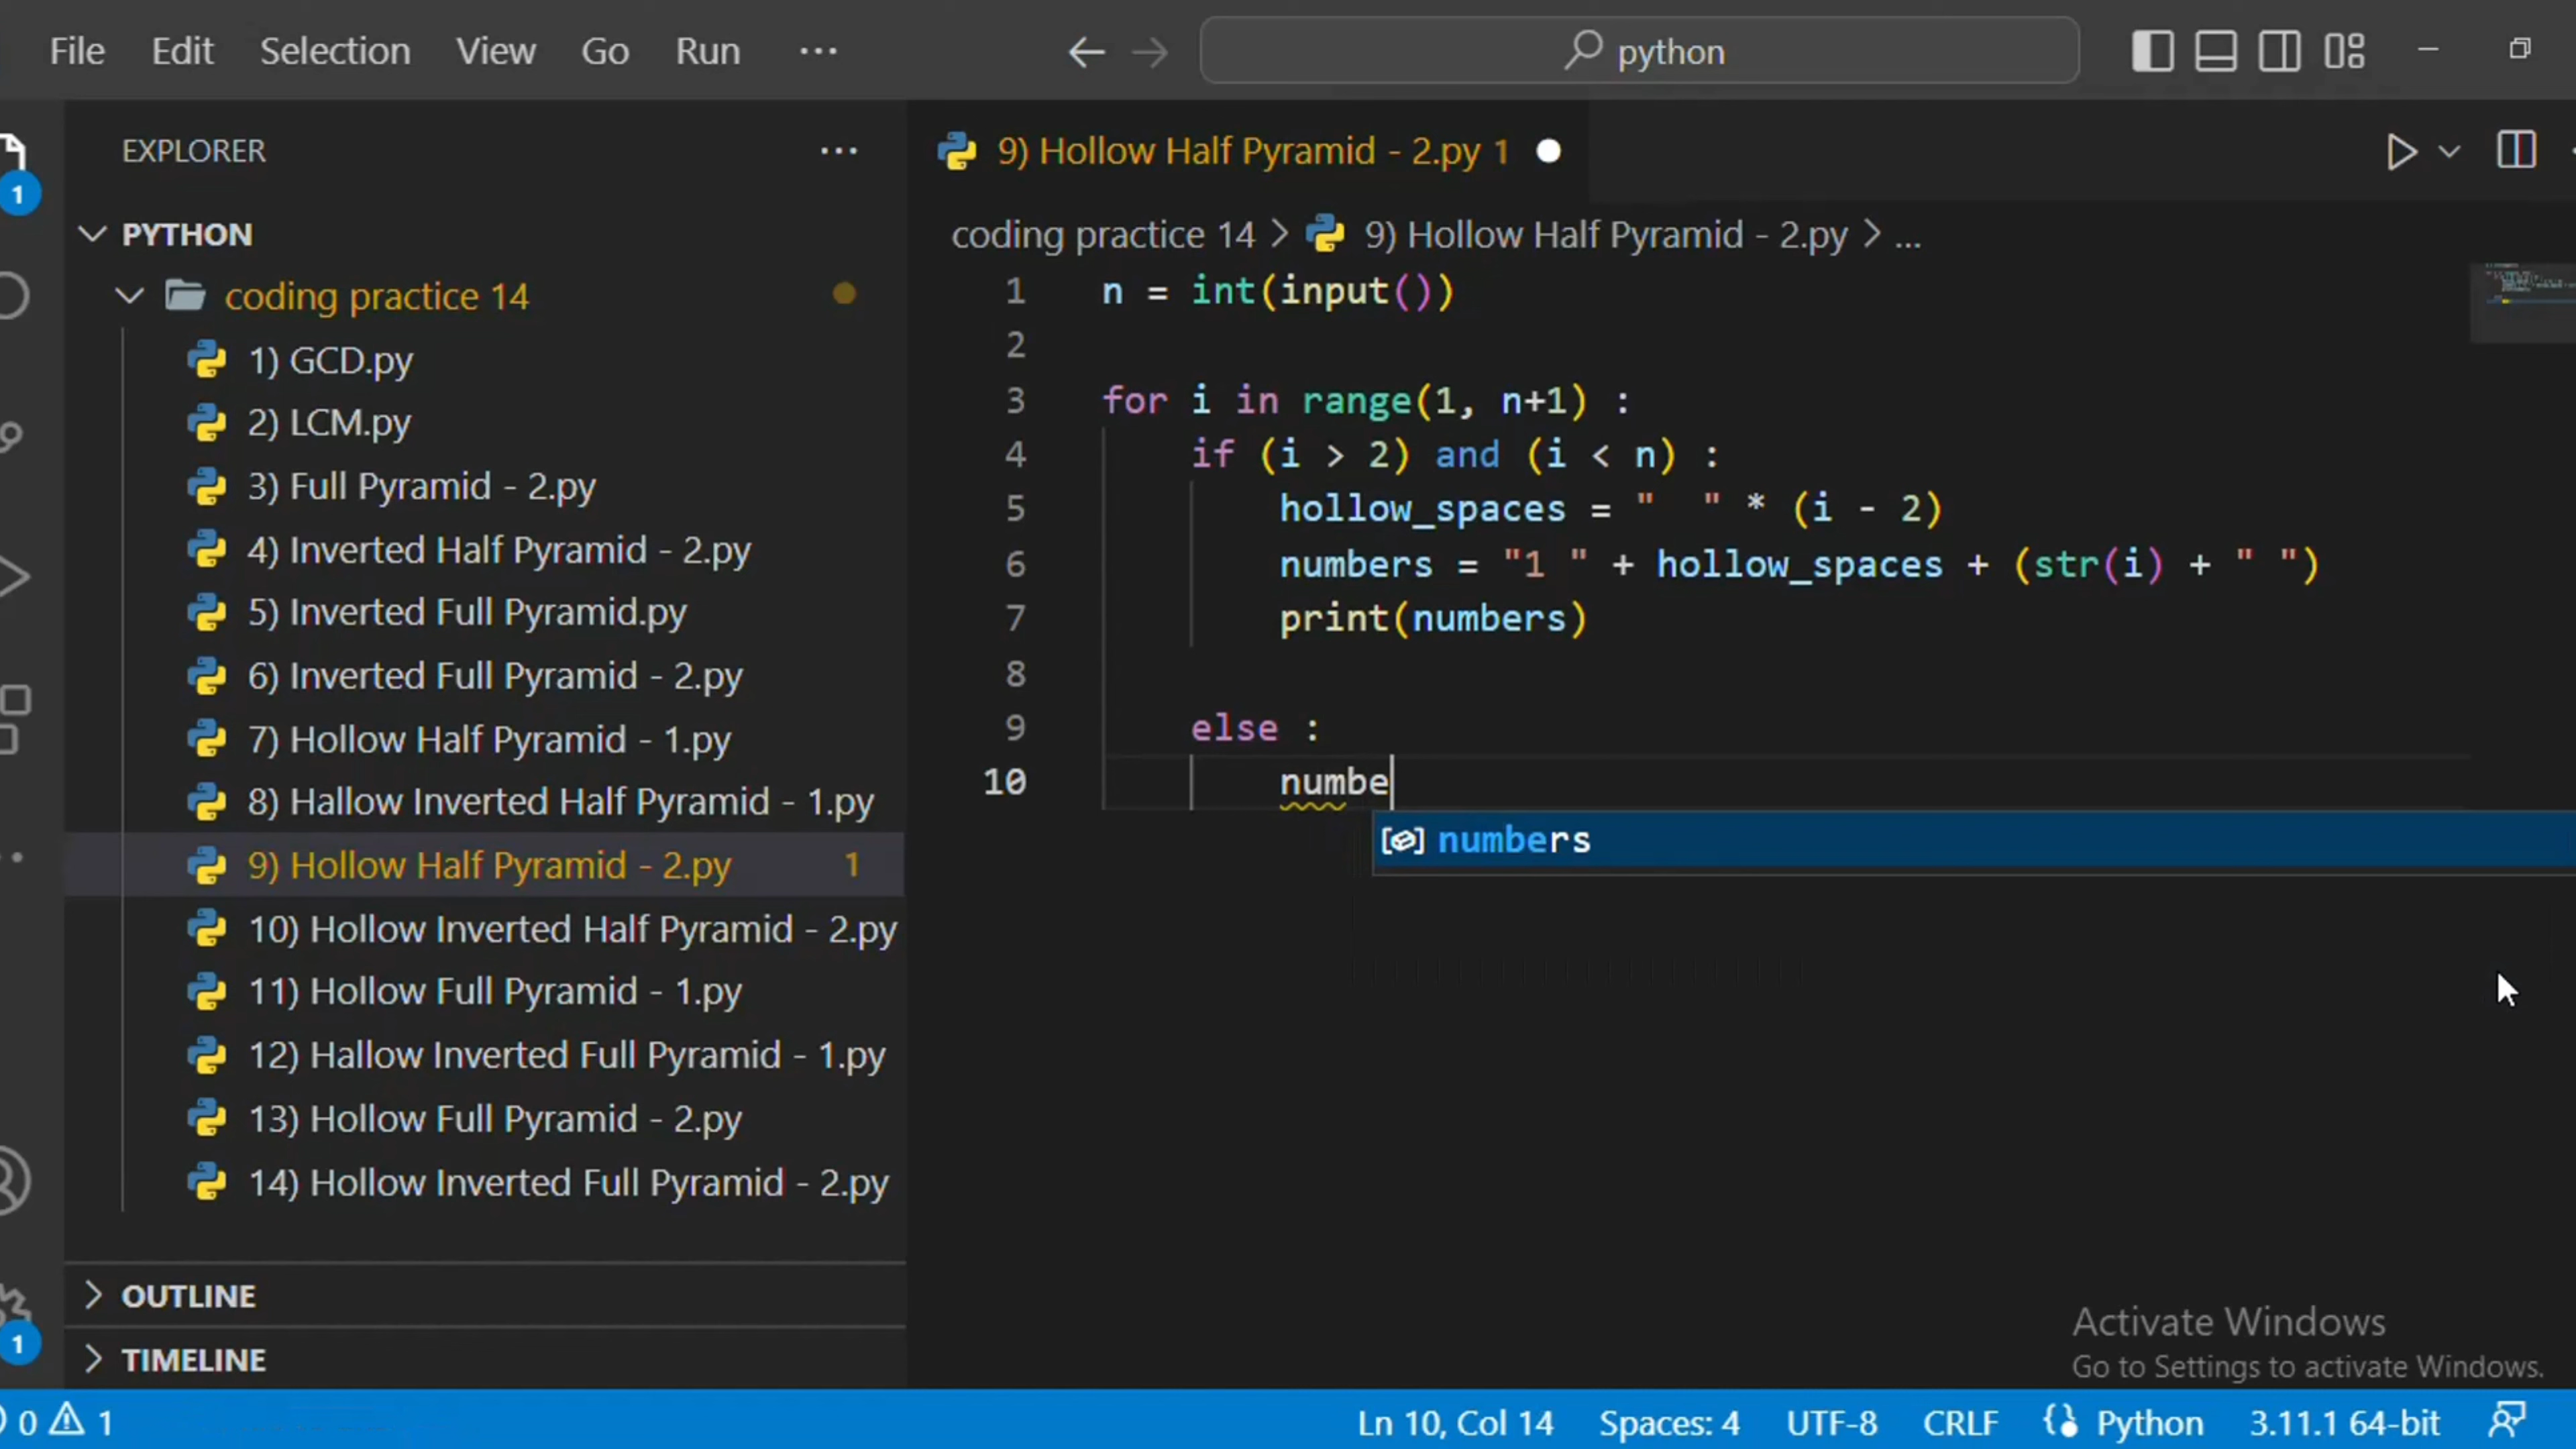 File Edit Selection View Go Run ··· python
EXPLORER ···
1
PYTHON
coding practice 14
1) GCD.py
2) LCM.py
3) Full Pyramid - 2.py
4) Inverted Half Pyramid - 2.py
5) Inverted Full Pyramid.py
6) Inverted Full Pyramid - 2.py
7) Hollow Half Pyramid - 1.py
8) Hallow Inverted Half Pyramid - 1.py
9) Hollow Half Pyramid - 2.py 1
10) Hollow Inverted Half Pyramid - 2.py
11) Hollow Full Pyramid - 1.py
12) Hallow Inverted Full Pyramid - 1.py
13) Hollow Full Pyramid - 2.py
14) Hollow Inverted Full Pyramid - 2.py
OUTLINE
1
TIMELINE
9) Hollow Half Pyramid - 2.py 1
coding practice 14 > 9) Hollow Half Pyramid - 2.py > ...
1 n = int(input())
2
3 for i in range(1, n+1) :
4 if (i > 2) and (i < n) :
5 hollow_spaces = "  " * (i - 2)
6 numbers = "1 " + hollow_spaces + (str(i) + " ")
7 print(numbers)
8
9 else :
10 numbe
numbers
Activate Windows
Go to Settings to activate Windows.
0 1 Ln 10, Col 14 Spaces: 4 UTF-8 CRLF Python 3.11.1 64-bit